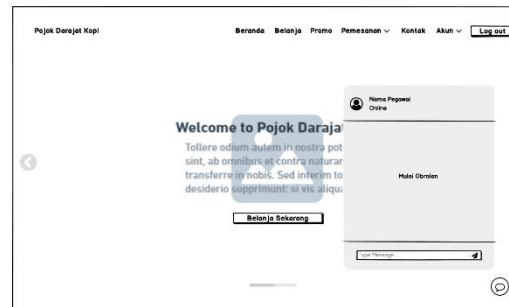 Pojok Darajat Kopi
Beranda Belanja Promo Pemesanan Kontak Akun Log out
Welcome to Pojok Daraja
Tollere odium autem in nostra pot
sint, ab omnibus et contra naturar
transferre in nobis. Sed interim to
desiderio supprimunt: si vis aliqua
Belanja Sekarang
Nama Pegawai
Online
Mulai Obrolan
Type Message